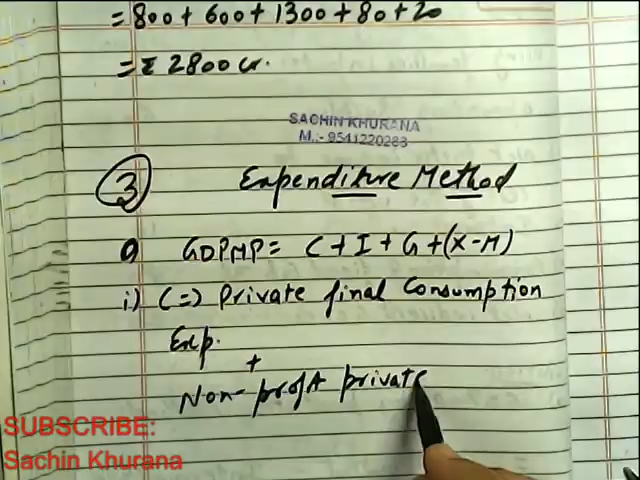 = 800 + 600 + 1300 + 80 + 20
= ₹ 2800 cr.
SACHIN KHURANA
M.:- 9541220283
3 Expenditure Method
a) GDPMP = C + I + G + (X-M)
i) C => Private final Consumption
Exp.
+
Non-profit private
SUBSCRIBE:
Sachin Khurana